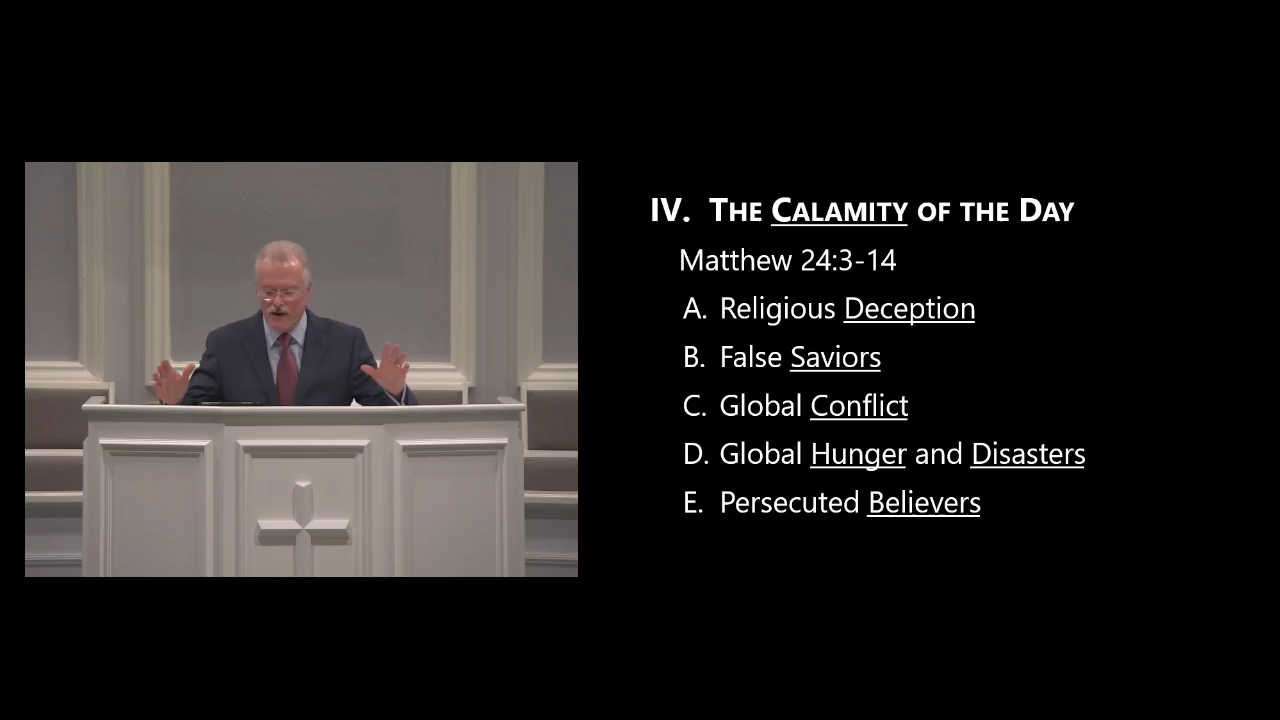 IV. THE CALAMITY OF THE DAY
Matthew 24:3-14
A. Religious Deception
B. False Saviors
C. Global Conflict
D. Global Hunger and Disasters
E. Persecuted Believers